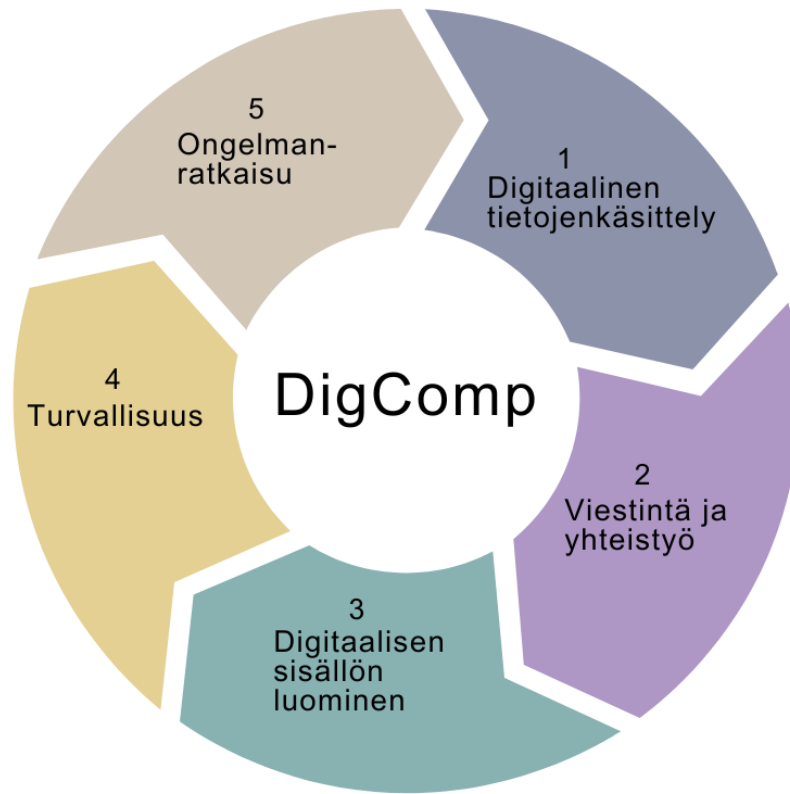 DigComp
1
Digitaalinen
tietojenkäsittely
2
Viestintä ja
yhteistyö
3
Digitaalisen
sisällön
luominen
4
Turvallisuus
5
Ongelman-
ratkaisu